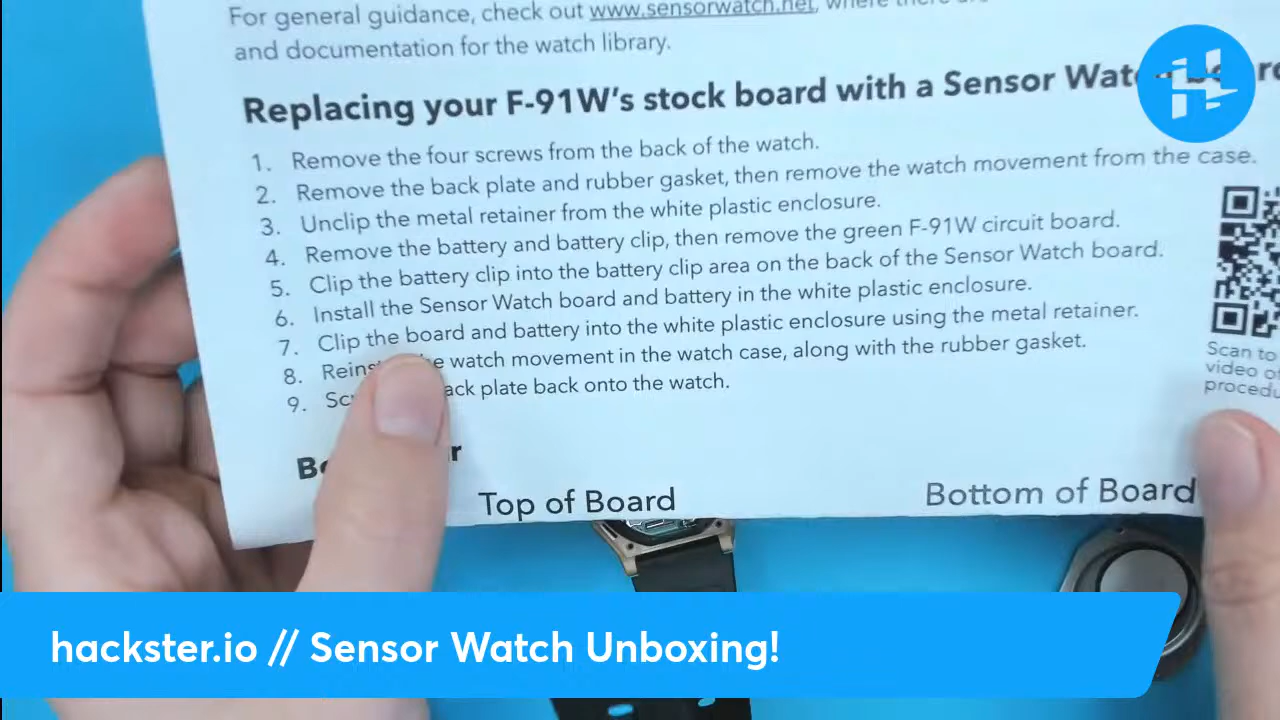 For general guidance, check out www.sensorwatch.net, where there
and documentation for the watch library.
Replacing your F-91W's stock board with a Sensor
1. Remove the four screws from the back of the watch.
2. Remove the back plate and rubber gasket, then remove the watch movement from the case.
3. Unclip the metal retainer from the white plastic enclosure.
4. Remove the battery and battery clip, then remove the green F-91W circuit board.
5. Clip the battery clip into the battery clip area on the back of the Sensor Watch board.
6. Install the Sensor Watch board and battery in the white plastic enclosure.
7. Clip the board and battery into the white plastic enclosure using the metal retainer.
8. watch movement in the watch case, along with the rubber gasket.
9. plate back onto the watch.
Scan to
video
Top of Board
Bottom of Board
hackster.io // Sensor Watch Unboxing!